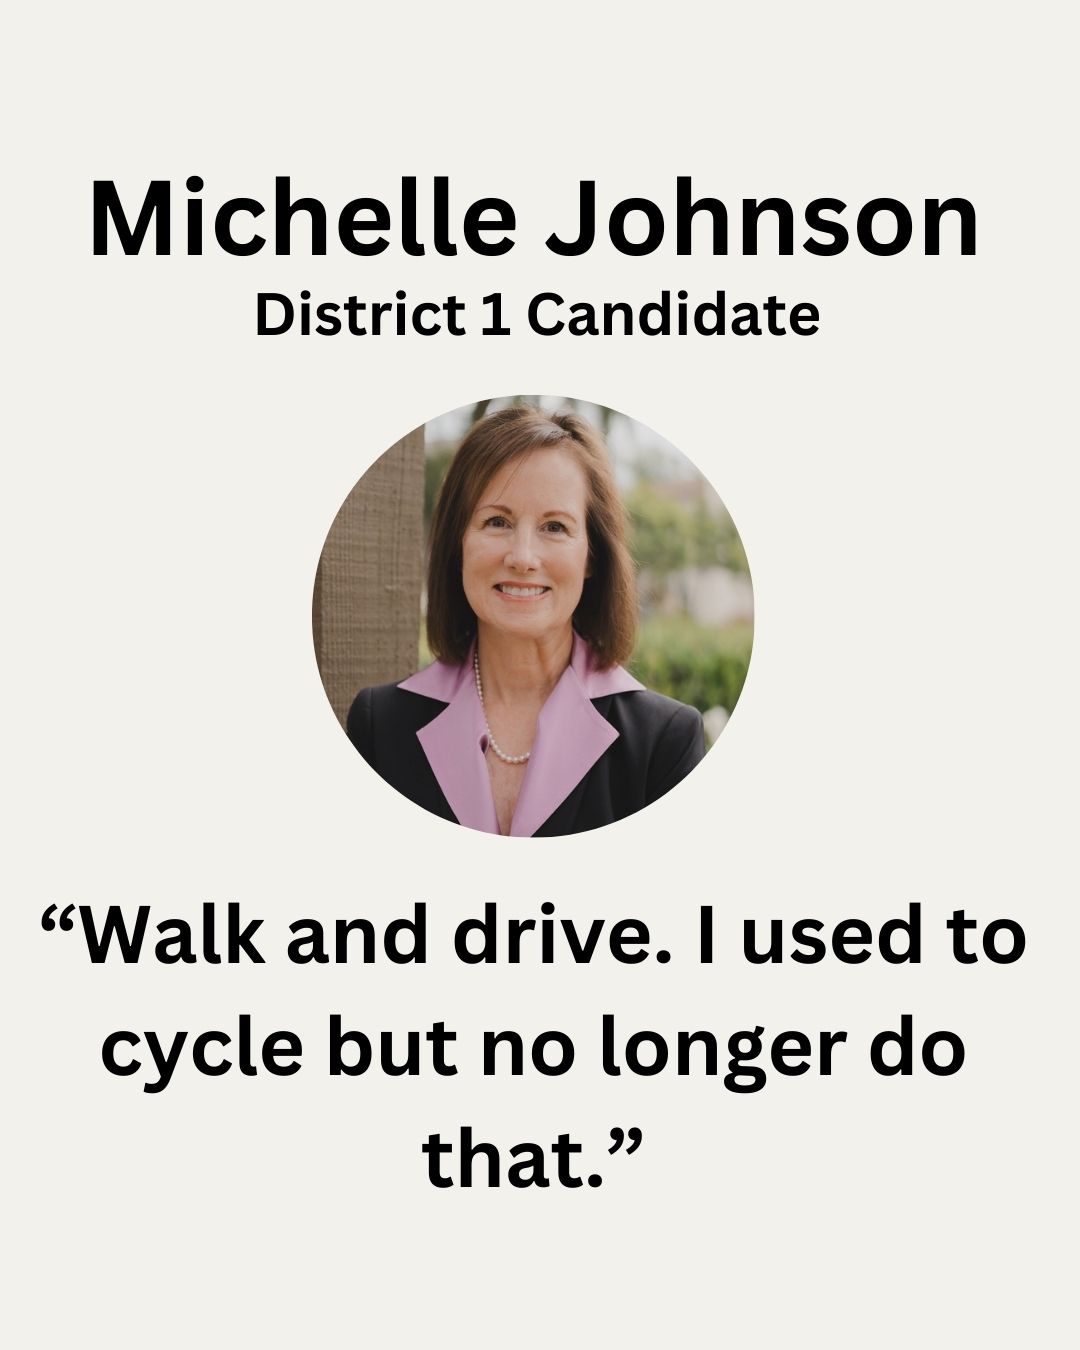 Michelle Johnson
District 1 Candidate
“Walk and drive. I used to
cycle but no longer do
that.”